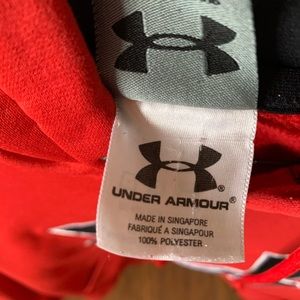 UNDER ARMOUR®
MADE IN SINGAPORE
FABRIQUÉ A SINGAPOUR
100% POLYESTER